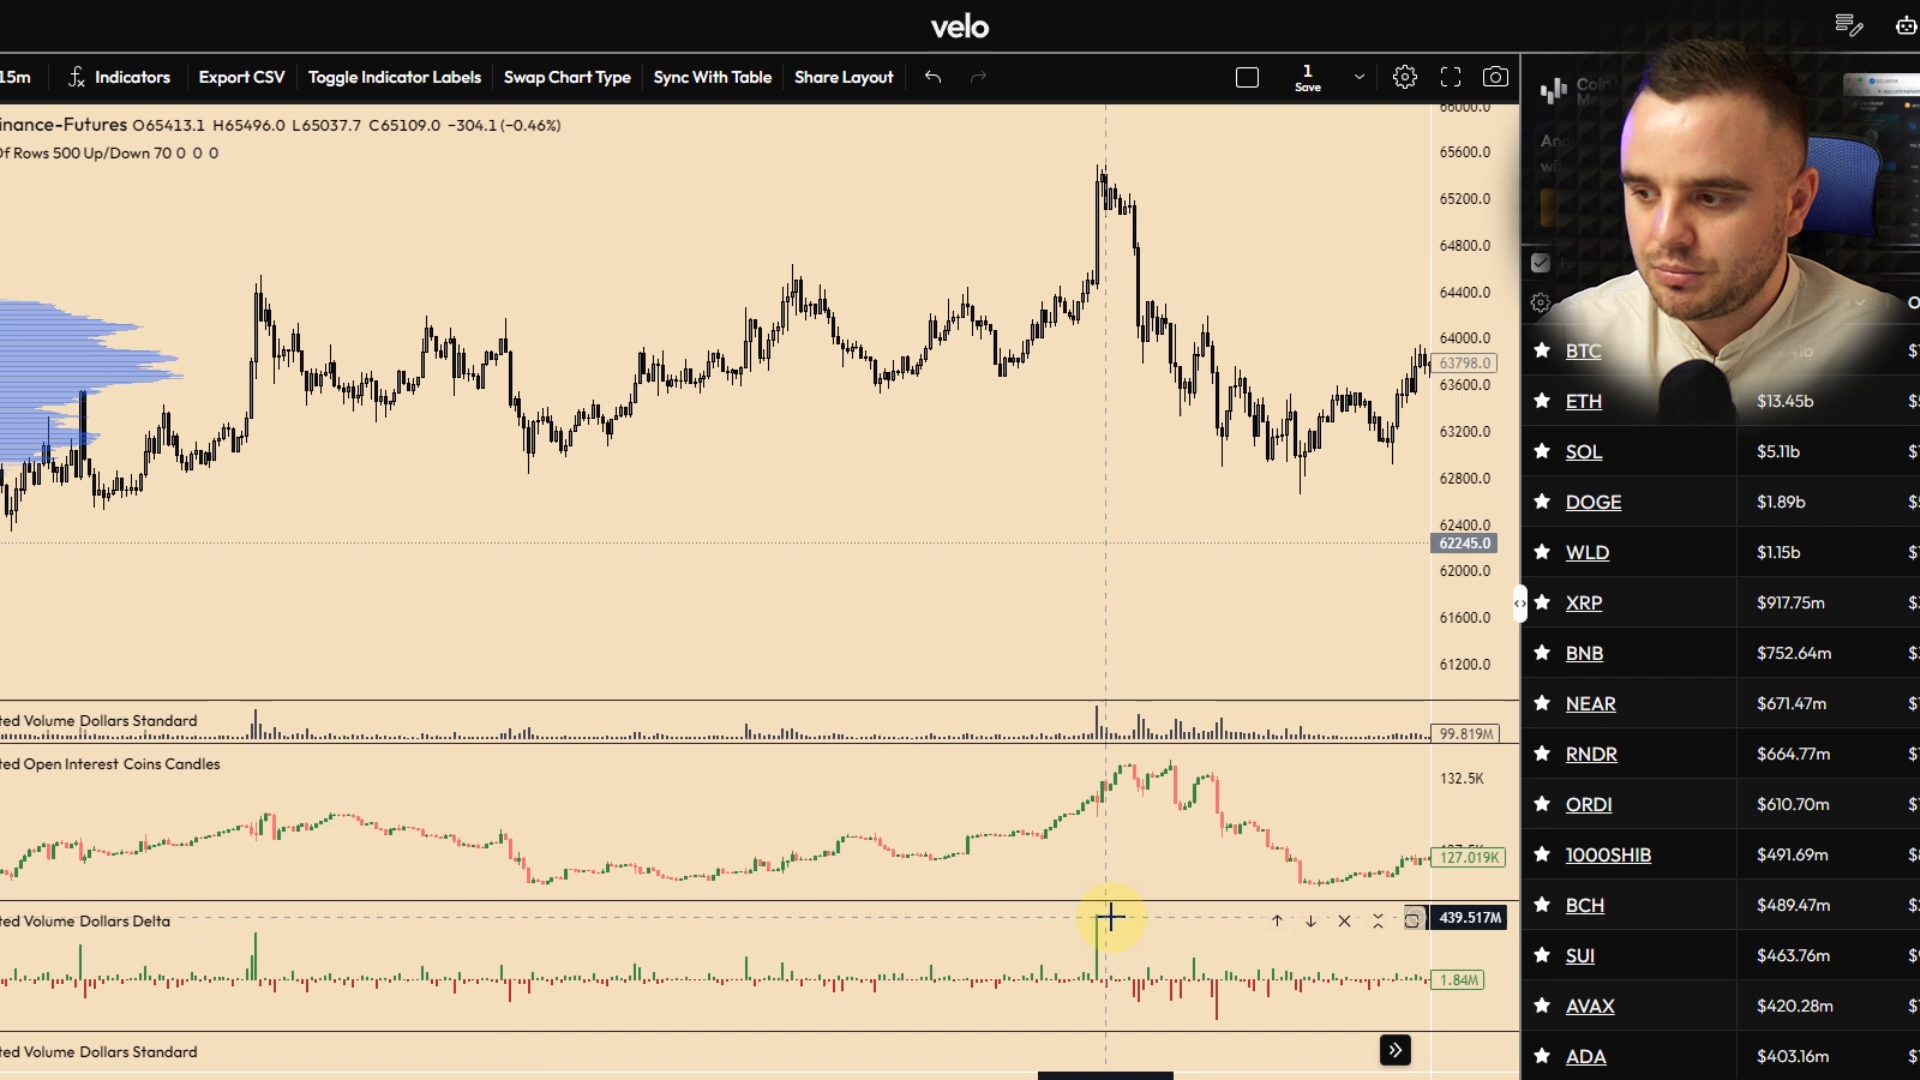 velo
15m Indicators Export CSV Toggle Indicator Labels Swap Chart Type Sync With Table Share Layout 1 Save
inance-Futures O65413.1 H65496.0 L65037.7 C65109.0 −304.1 (−0.46%)
Of Rows 500 Up/Down 70 0 0 0
66000.0
65600.0
65200.0
64800.0
64400.0
64000.0
63798.0
63600.0
63200.0
62800.0
62400.0
62245.0
62000.0
61600.0
61200.0
ted Volume Dollars Standard
99.819M
ted Open Interest Coins Candles
132.5K
127.019K
ted Volume Dollars Delta
439.517M
1.84M
ted Volume Dollars Standard
BTC
ETH $13.45b
SOL $5.11b
DOGE $1.89b
WLD $1.15b
XRP $917.75m
BNB $752.64m
NEAR $671.47m
RNDR $664.77m
ORDI $610.70m
1000SHIB $491.69m
BCH $489.47m
SUI $463.76m
AVAX $420.28m
ADA $403.16m